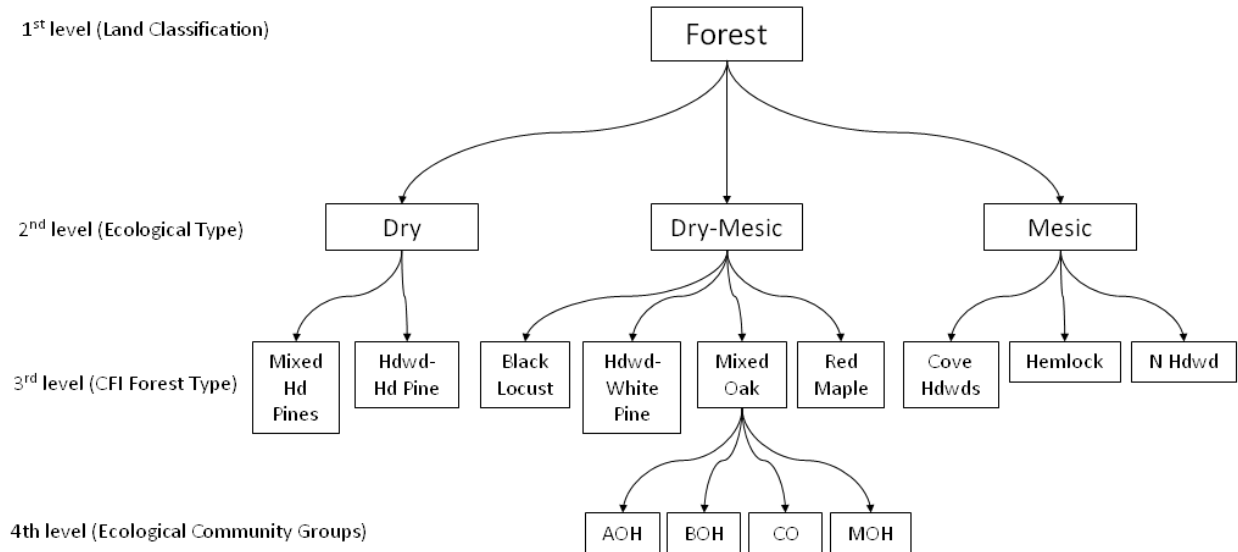 1st level (Land Classification)
Forest
2nd level (Ecological Type)
Dry
Dry-Mesic
Mesic
3rd level (CFI Forest Type)
Mixed
Hd
Pines
Hdwd-
Hd Pine
Black
Locust
Hdwd-
White
Pine
Mixed
Oak
Red
Maple
Cove
Hdwds
Hemlock
N Hdwd
4th level (Ecological Community Groups)
AOH
BOH
CO
MOH